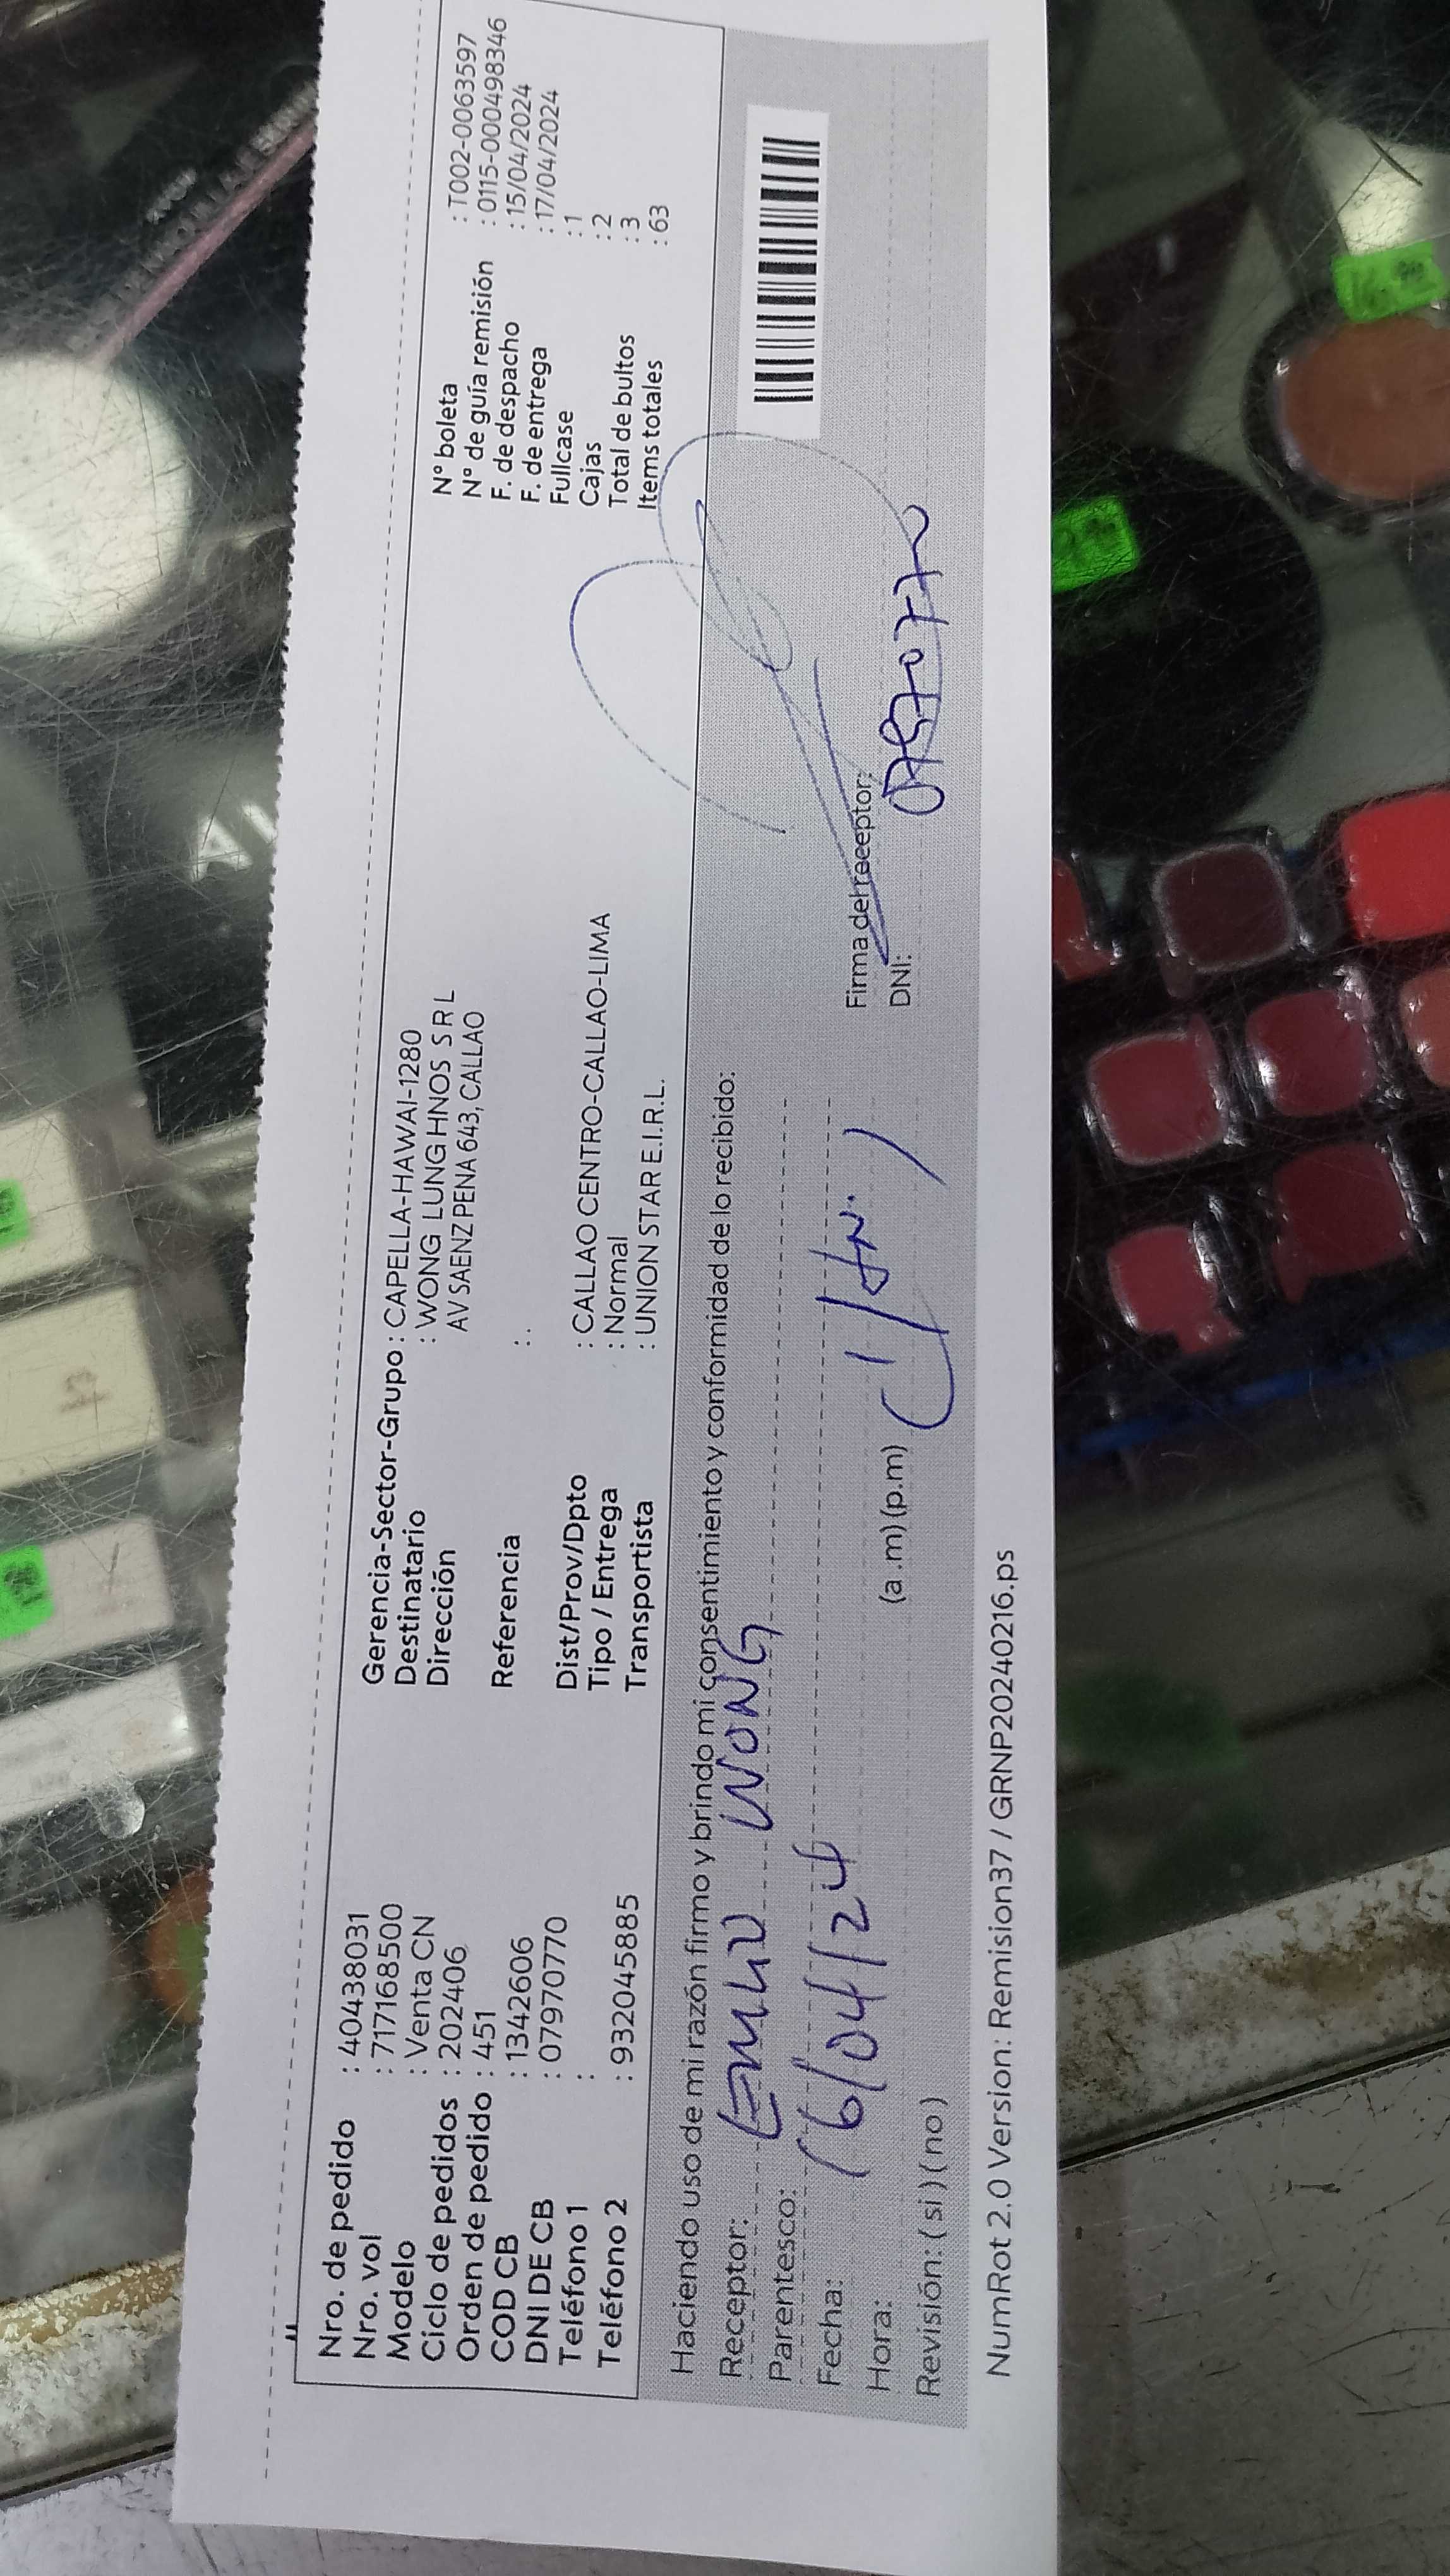 Nro. de pedido : 40438031
Nro. vol : 717168500
Modelo : Venta CN
Ciclo de pedidos : 202406
Orden de pedido : 451
COD CB : 1342606
DNI DE CB : 07970770
Teléfono 1 :
Teléfono 2 : 932045885
Gerencia-Sector-Grupo : CAPELLA-HAWAI-1280
Destinatario : WONG LUNG HNOS S R L
Dirección AV SAENZ PENA 643, CALLAO
Referencia : .
Dist/Prov/Dpto : CALLAO CENTRO-CALLAO-LIMA
Tipo / Entrega : Normal
Transportista : UNION STAR E.I.R.L.
N° boleta : T002-0063597
N° de guía remisión : 0115-000498346
F. de despacho : 15/04/2024
F. de entrega : 17/04/2024
Fullcase : 1
Cajas : 2
Total de bultos : 3
Items totales : 63
Haciendo uso de mi razón firmo y brindo mi consentimiento y conformidad de lo recibido:
Receptor: WONG
Parentesco:
Fecha: 16/04/24
Hora: (a .m) (p.m)
Revisión: ( si ) ( no )
Firma del receptor:
DNI:
NumRot 2.0 Version: Remision37 / GRNP20240216.ps